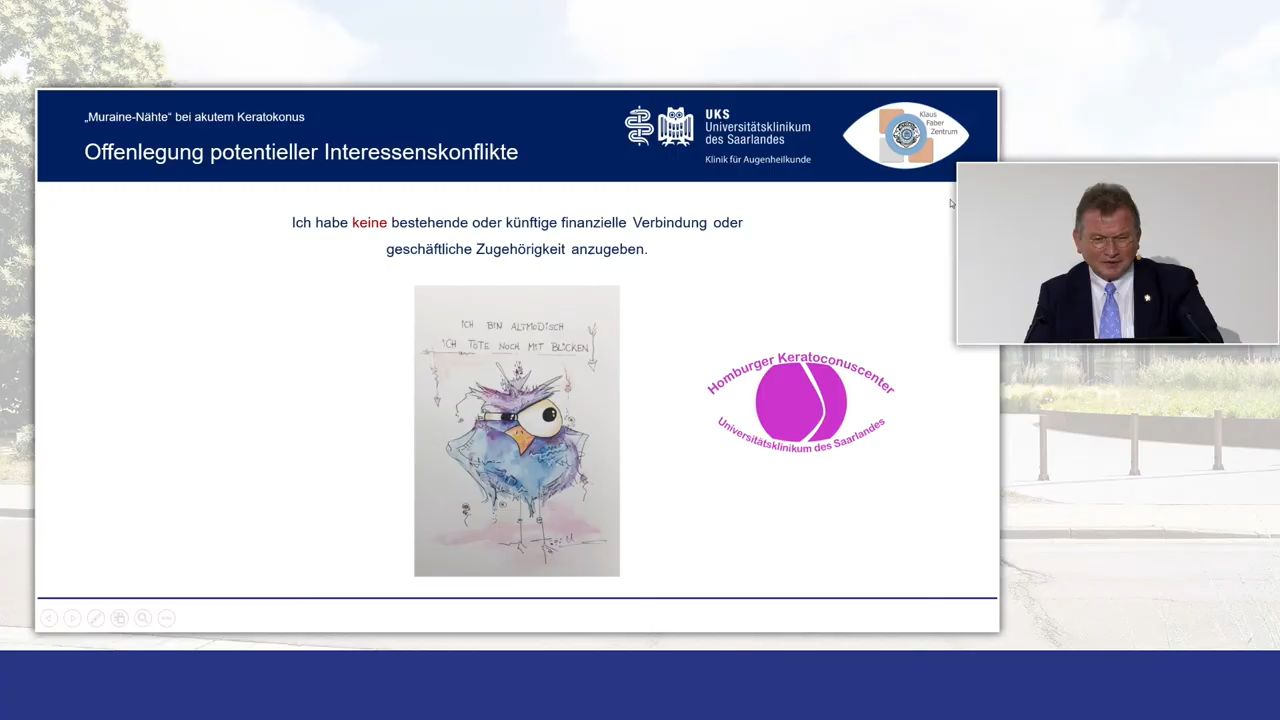 „Muraine-Nähte“ bei akutem Keratokonus
Offenlegung potentieller Interessenskonflikte
UKS
Universitätsklinikum
des Saarlandes
Klinik für Augenheilkunde
Klaus
Faber
Zentrum
Ich habe keine bestehende oder künftige finanzielle Verbindung oder
geschäftliche Zugehörigkeit anzugeben.
ICH BIN ALTMODISCH
ICH TÖTE NOCH MIT BLICKEN
Homburger Keratoconuscenter
Universitätsklinikum des Saarlandes